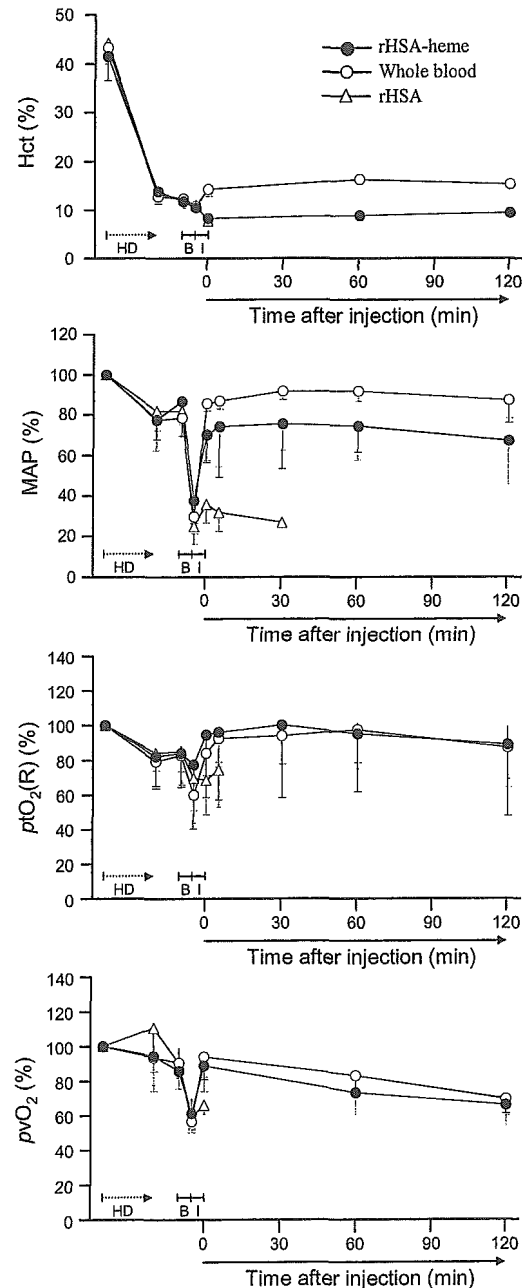 50
40
30
20
10
0
Hct (%)
rHSA-heme
Whole blood
rHSA
HD
B I
0 30 60 90 120
Time after injection (min)
120
100
80
60
40
20
0
MAP (%)
HD
B I
0 30 60 90 120
Time after injection (min)
140
120
100
80
60
40
20
0
ptO2(R) (%)
HD
B I
0 30 60 90 120
Time after injection (min)
140
120
100
80
60
40
20
0
pvO2 (%)
HD
B I
0 30 60 90 120
Time after injection (min)